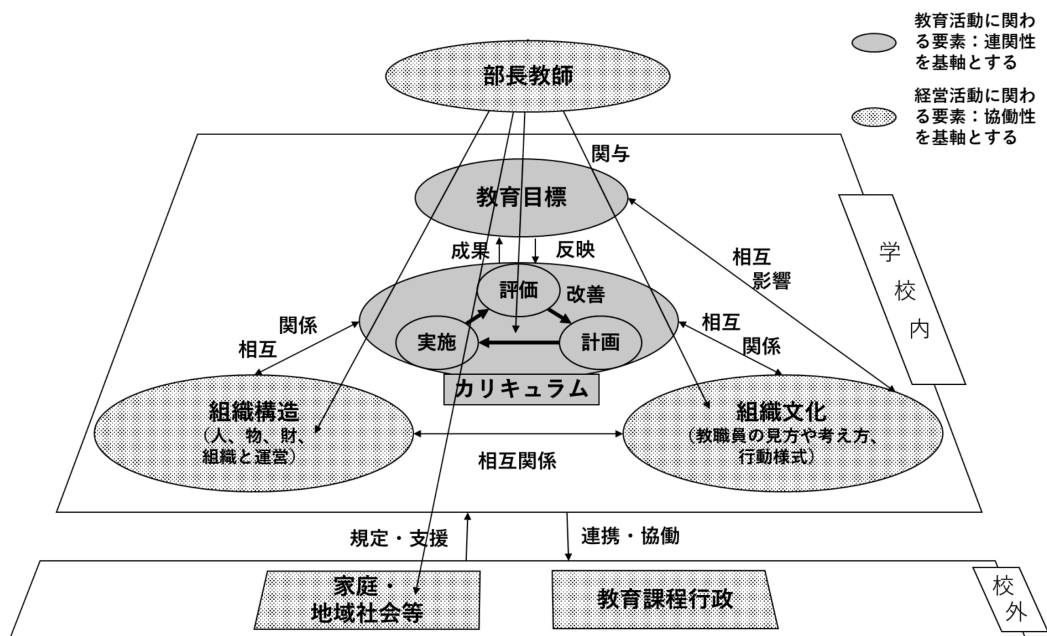 教育活動に関わ
る要素：連関性
を基軸とする
経営活動に関わ
る要素：協働性
を基軸とする
部長教師
関与
教育目標
成果
反映
相互
影響
学校内
評価
改善
実施
計画
カリキュラム
関係
相互
相互
関係
組織構造
（人、物、財、
組織と運営）
組織文化
（教職員の見方や考え方、
行動様式）
相互関係
規定・支援
連携・協働
家庭・
地域社会等
教育課程行政
校外